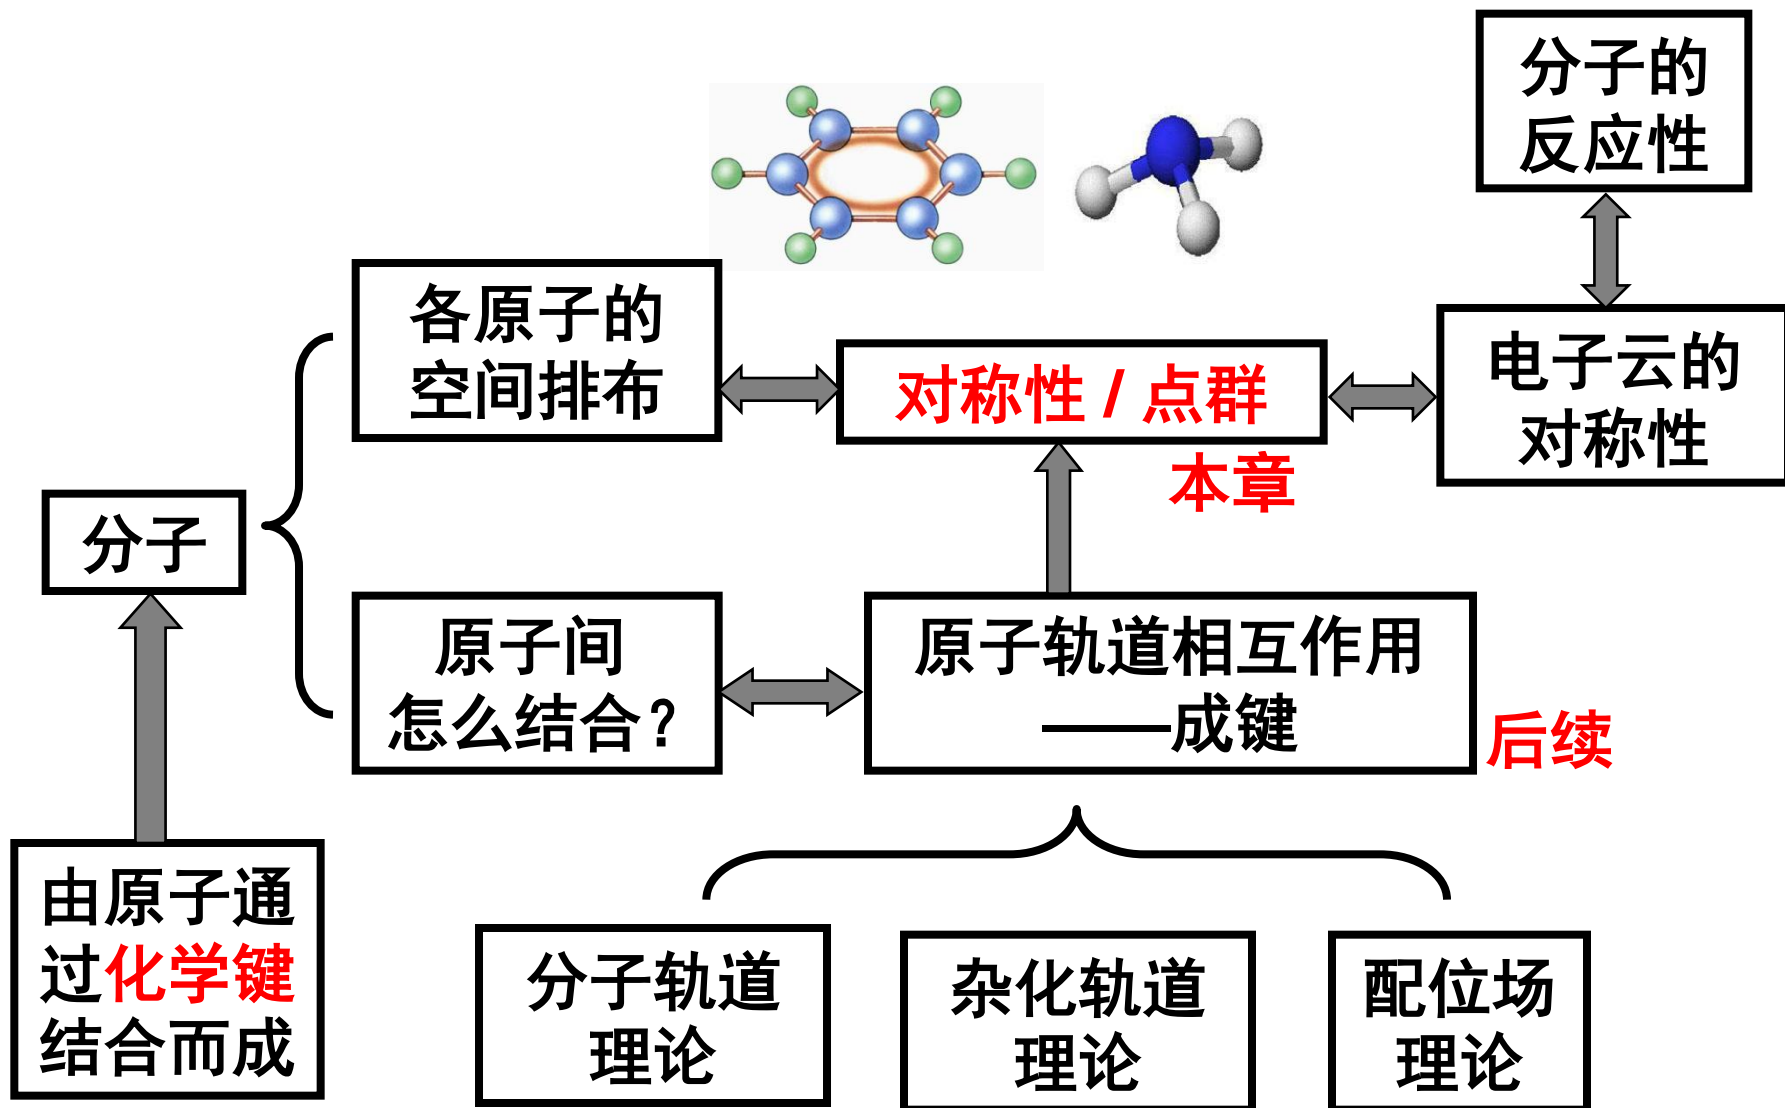 分子的
反应性
各原子的
空间排布
对称性 / 点群
电子云的
对称性
本章
分子
原子间
怎么结合?
原子轨道相互作用
——成键
后续
由原子通
过化学键
结合而成
分子轨道
理论
杂化轨道
理论
配位场
理论